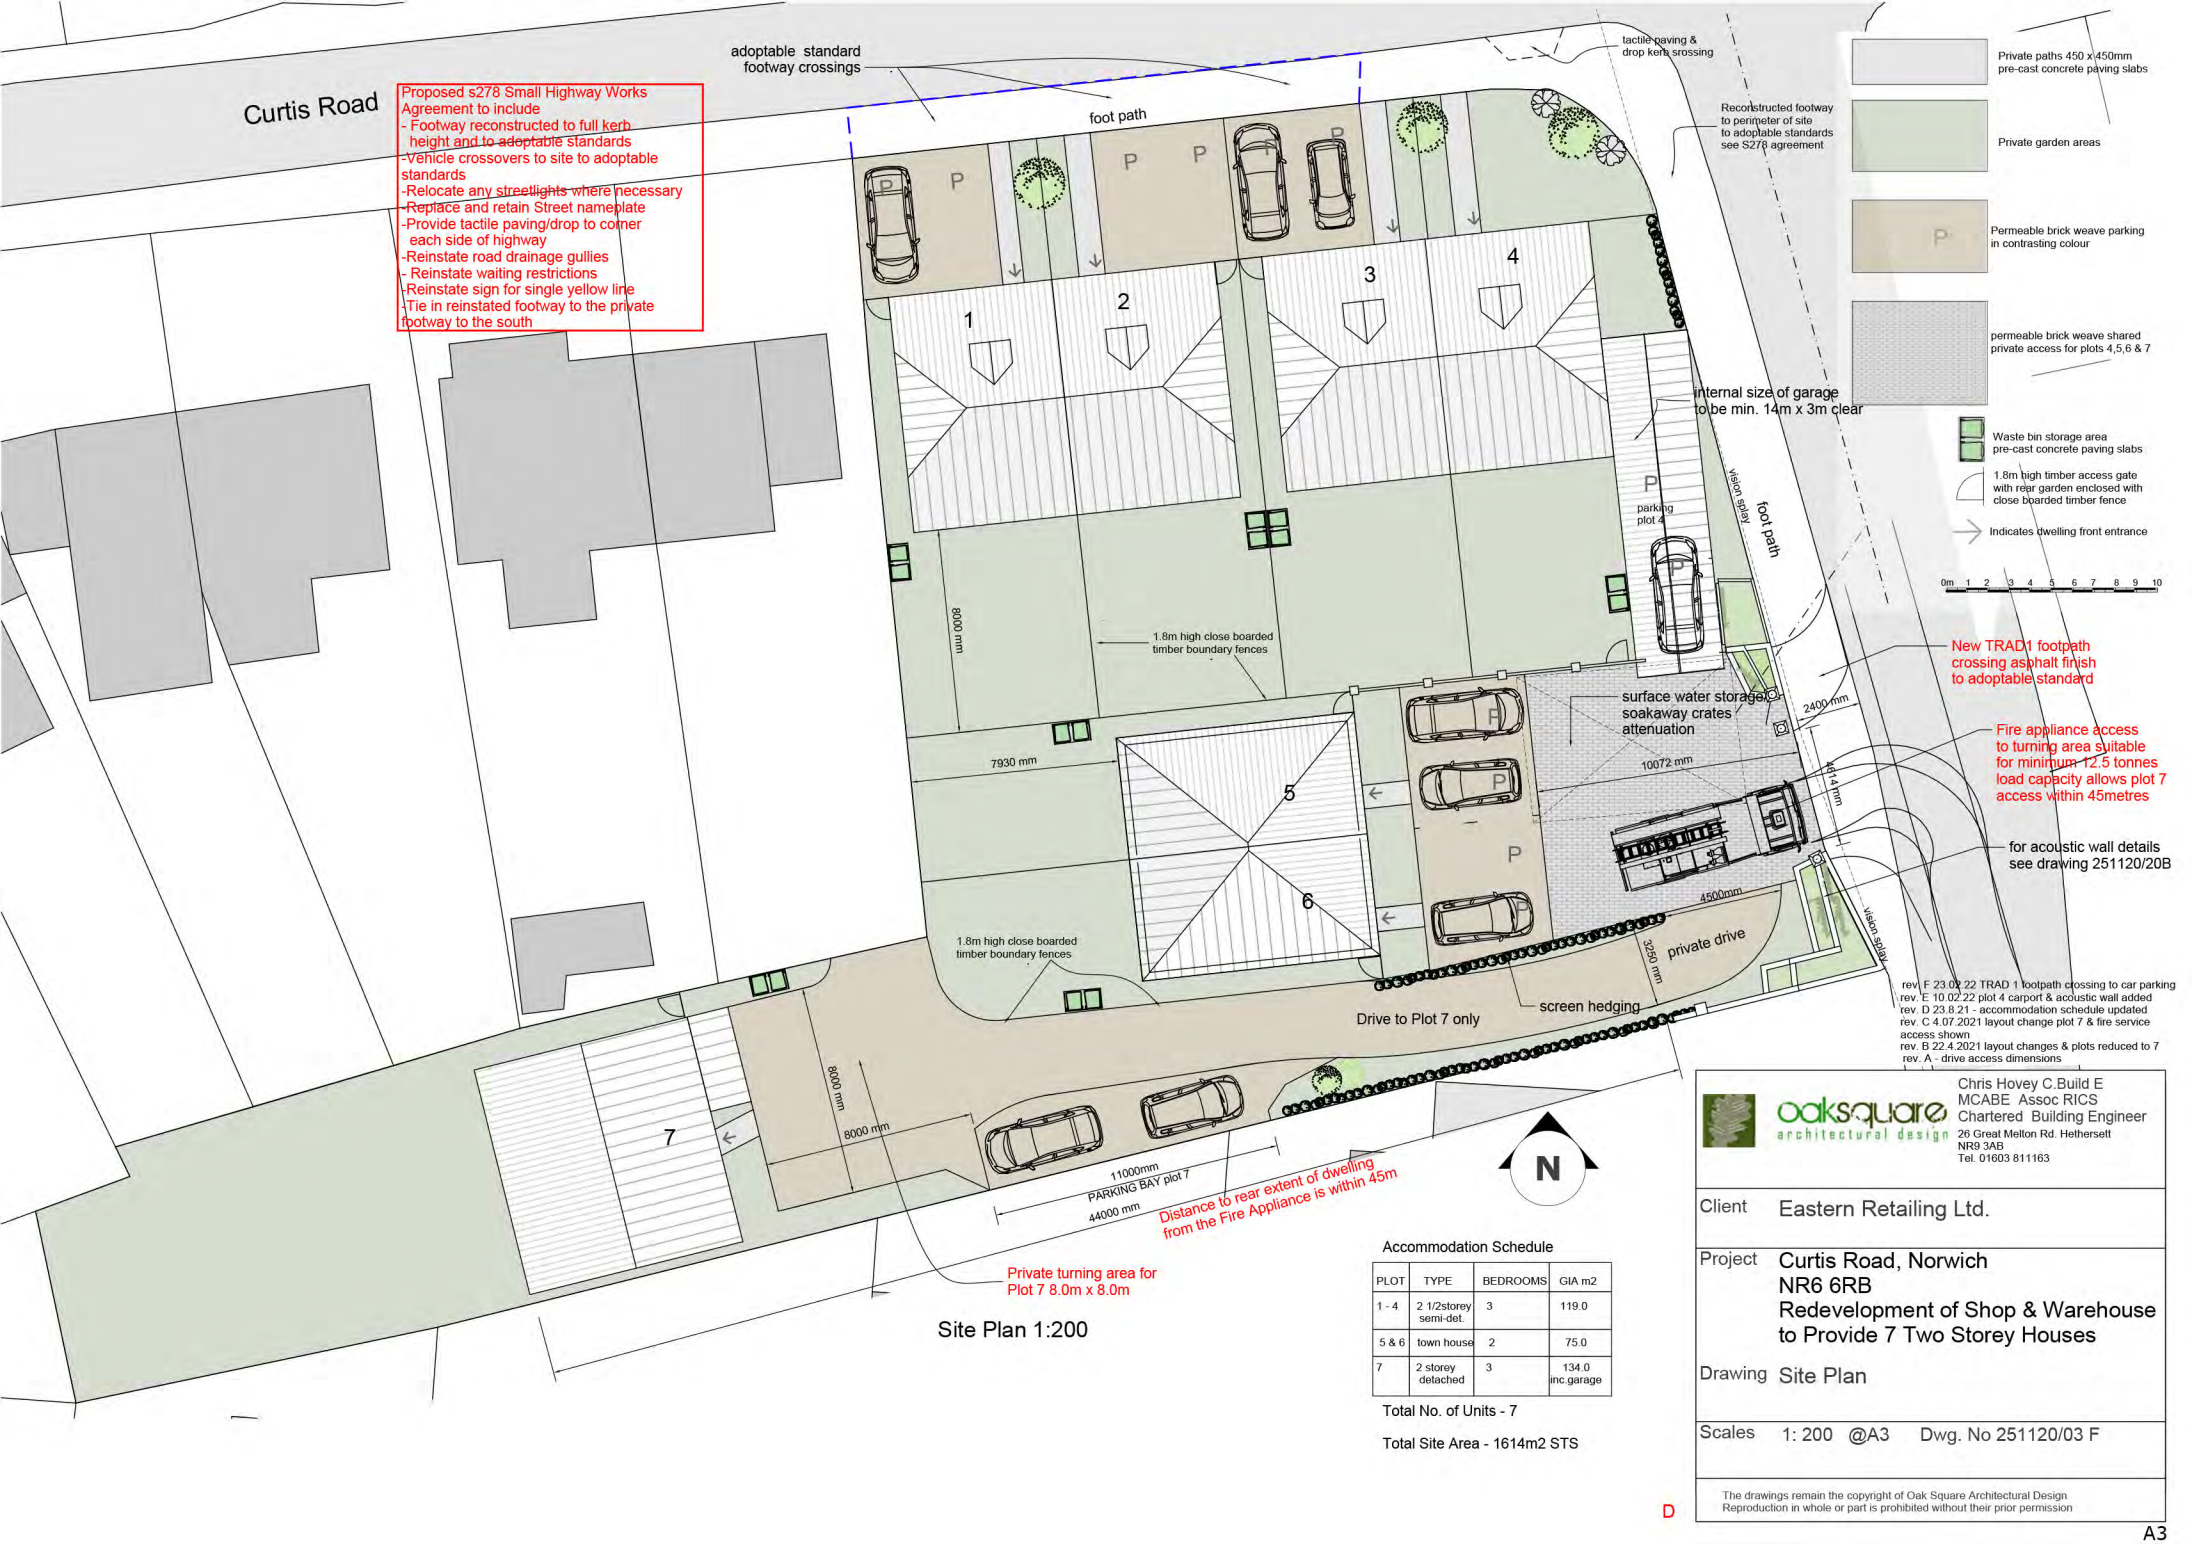 Curtis Road
Proposed s278 Small Highway Works
Agreement to include
- Footway reconstructed to full kerb
height and to adoptable standards
-Vehicle crossovers to site to adoptable
standards
-Relocate any streetlights where necessary
-Replace and retain Street nameplate
-Provide tactile paving/drop to corner
each side of highway
-Reinstate road drainage gullies
- Reinstate waiting restrictions
-Reinstate sign for single yellow line
-Tie in reinstated footway to the private
footway to the south
adoptable standard
footway crossings
foot path
tactile paving &
drop kerb srossing
Reconstructed footway
to perimeter of site
to adoptable standards
see S278 agreement
Private paths 450 x 450mm
pre-cast concrete paving slabs
Private garden areas
P
Permeable brick weave parking
in contrasting colour
permeable brick weave shared
private access for plots 4,5,6 & 7
Waste bin storage area
pre-cast concrete paving slabs
1.8m high timber access gate
with rear garden enclosed with
close boarded timber fence
Indicates dwelling front entrance
0m 1 2 3 4 5 6 7 8 9 10
P
P
P
P
P
P
1
2
3
4
internal size of garage
to be min. 14m x 3m clear
P
parking
plot 4
P
vision splay
foot path
8000 mm
1.8m high close boarded
timber boundary fences
New TRAD1 footpath
crossing asphalt finish
to adoptable standard
surface water storage
soakaway crates
attenuation
2400 mm
Fire appliance access
to turning area suitable
for minimum 12.5 tonnes
load capacity allows plot 7
access within 45metres
7930 mm
10072 mm
4614 mm
P
P
P
P
5
6
for acoustic wall details
see drawing 251120/20B
4500mm
vision splay
private drive
3250 mm
1.8m high close boarded
timber boundary fences
screen hedging
Drive to Plot 7 only
8000 mm
8000 mm
7
11000mm
PARKING BAY plot 7
44000 mm
Distance to rear extent of dwelling
from the Fire Appliance is within 45m
Private turning area for
Plot 7 8.0m x 8.0m
Site Plan 1:200
N
rev. F 23.02.22 TRAD 1 footpath crossing to car parking
rev. E 10.02.22 plot 4 carport & acoustic wall added
rev. D 23.8.21 - accommodation schedule updated
rev. C 4.07.2021 layout change plot 7 & fire service
access shown
rev. B 22.4.2021 layout changes & plots reduced to 7
rev. A - drive access dimensions
Accommodation Schedule
PLOT TYPE BEDROOMS GIA m2
1 - 4 2 1/2storey semi-det. 3 119.0
5 & 6 town house 2 75.0
7 2 storey detached 3 134.0 inc.garage
Total No. of Units - 7
Total Site Area - 1614m2 STS
oaksquare
architectural design
Chris Hovey C.Build E
MCABE Assoc RICS
Chartered Building Engineer
26 Great Melton Rd. Hethersett
NR9 3AB
Tel. 01603 811163
Client Eastern Retailing Ltd.
Project Curtis Road, Norwich
NR6 6RB
Redevelopment of Shop & Warehouse
to Provide 7 Two Storey Houses
Drawing Site Plan
Scales 1: 200 @A3 Dwg. No 251120/03 F
The drawings remain the copyright of Oak Square Architectural Design
Reproduction in whole or part is prohibited without their prior permission
D
A3